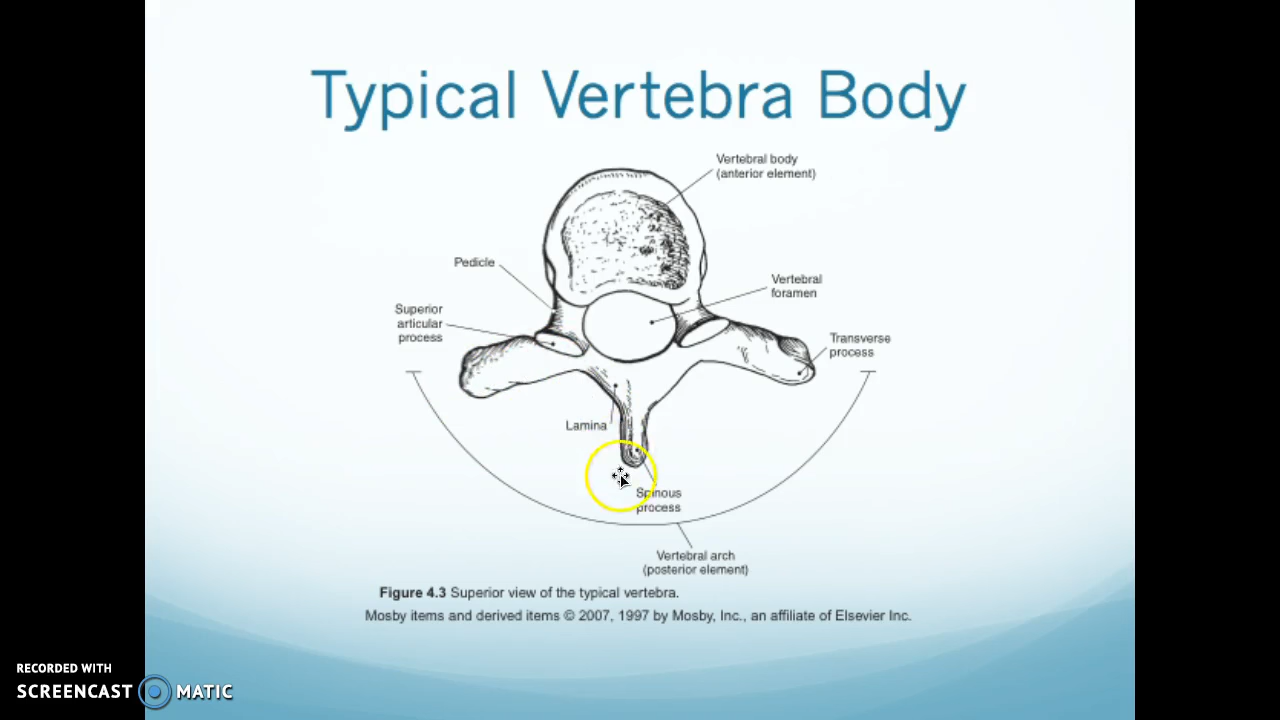 Typical Vertebra Body
Vertebral body
(anterior element)
Pedicle
Vertebral
foramen
Superior
articular
process
Transverse
process
Lamina
Spinous
process
Vertebral arch
(posterior element)
Figure 4.3 Superior view of the typical vertebra.
Mosby items and derived items © 2007, 1997 by Mosby, Inc., an affiliate of Elsevier Inc.
RECORDED WITH
SCREENCAST MATIC